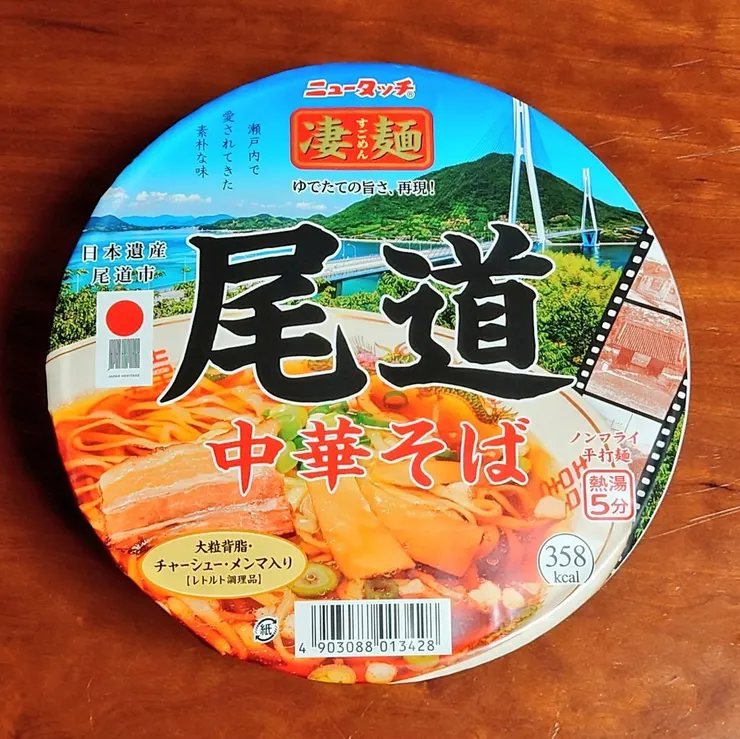 ニュータッチ®
凄麺
すごめん
ゆでたての旨さ、再現!
瀬戸内で
愛されてきた
素朴な味
日本遺産
尾道市
JAPAN HERITAGE
尾道
中華そば
ノンフライ
平打麺
熱湯
5分
大粒背脂・
チャーシュー・メンマ入り
【レトルト調理品】
358
kcal
紙
4 903088 013428